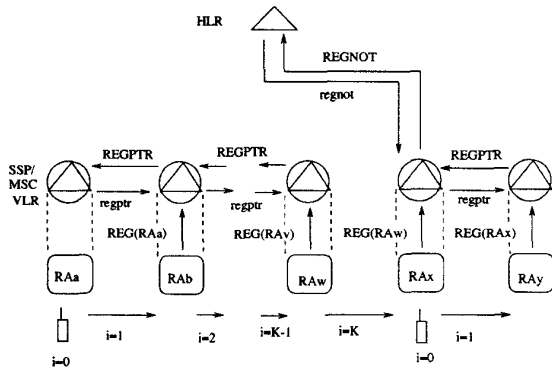 HLR
REGNOT
regnot
REGPTR REGPTR REGPTR
SSP/
MSC
VLR
regptr regptr regptr
REG(RAa) REG(RAv) REG(RAw) REG(RAx)
RAa RAb RAw RAx RAy
i=1 i=2 i=K-1 i=K i=1
i=0 i=0